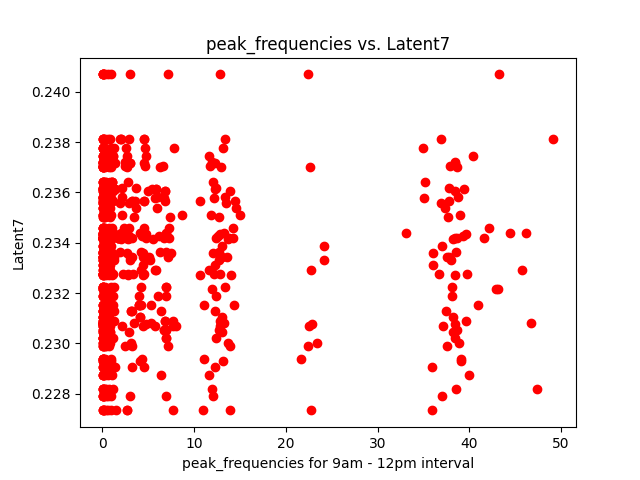 peak_frequencies vs. Latent7
0.240
0.238
0.236
0.234
0.232
0.230
0.228
Latent7
0 10 20 30 40 50
peak_frequencies for 9am - 12pm interval